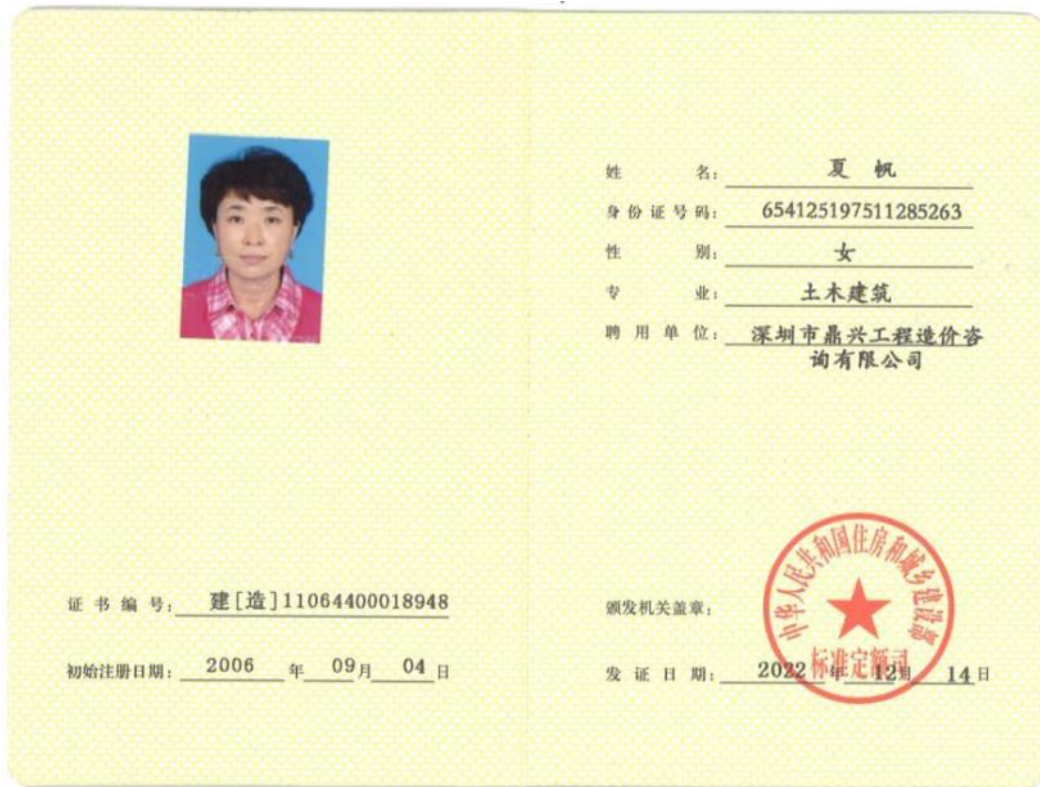 姓 名： 夏 帆
身份证号码： 654125197511285263
性 别： 女
专 业： 土木建筑
聘用单位： 深圳市鼎兴工程造价咨
询有限公司
证书编号： 建[造]11064400018948
初始注册日期： 2006 年 09月 04 日
颁发机关盖章：
中华人民共和国住房和城乡建设部
标准定额司
发证日期： 2022 年 12月 14 日